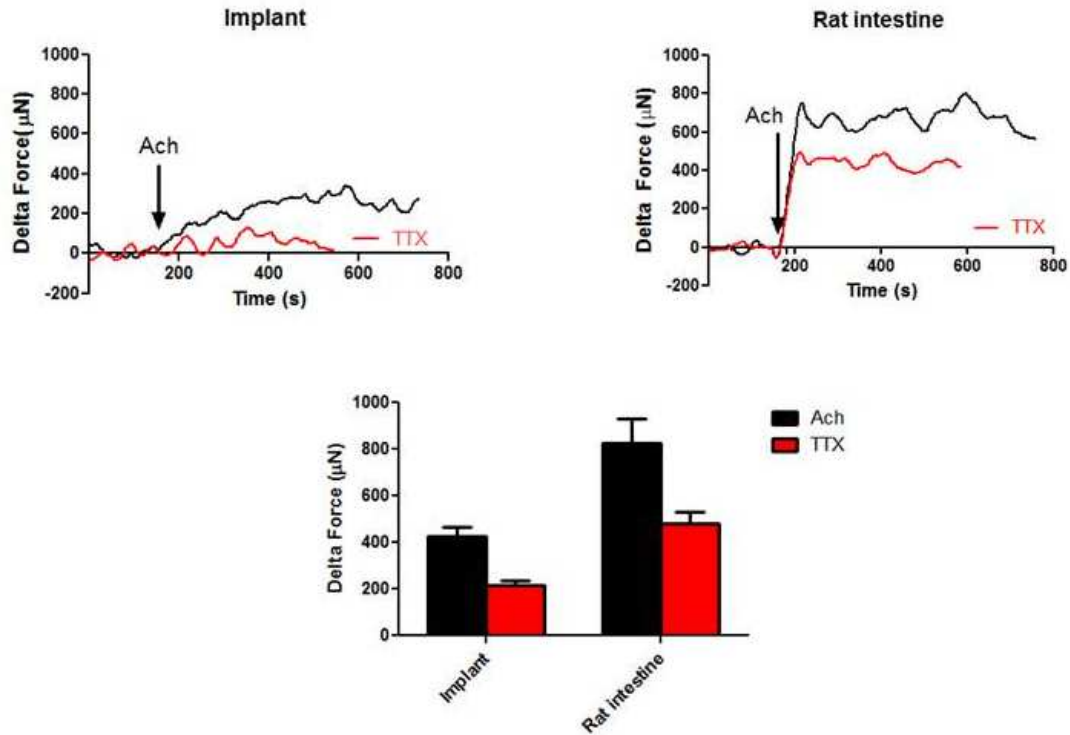 Implant
Delta Force(μN)
1000
800
600
400
200
0
-200
Ach
TTX
200
400
600
800
Time (s)
Rat intestine
Delta Force (μN)
1000
800
600
400
200
0
-200
Ach
TTX
200
400
600
800
Time (s)
Delta Force (μN)
1000
800
600
400
200
0
Ach
TTX
Implant
Rat intestine